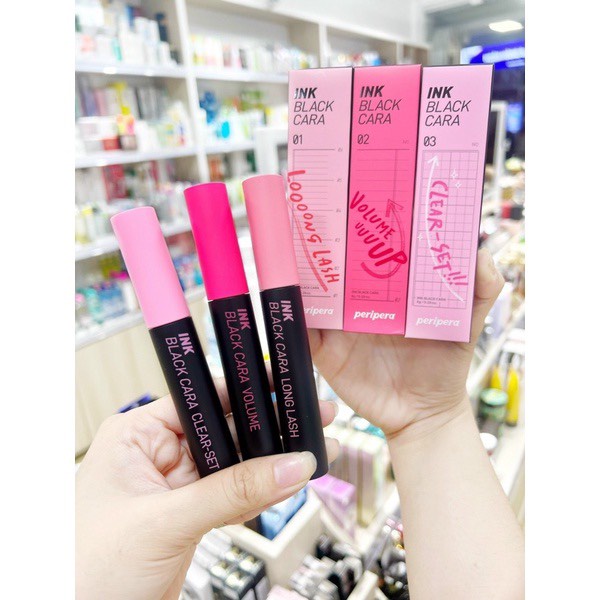 INK
BLACK
CARA
01
LOOOONG LASH
peripera
INK
BLACK
CARA
02
VOLUME
UUUUP
peripera
INK
BLACK
CARA
03
CLEAR-SET!!!
peripera
INK
BLACK CARA CLEAR-SET
INK
BLACK CARA VOLUME
INK
BLACK CARA LONG LASH